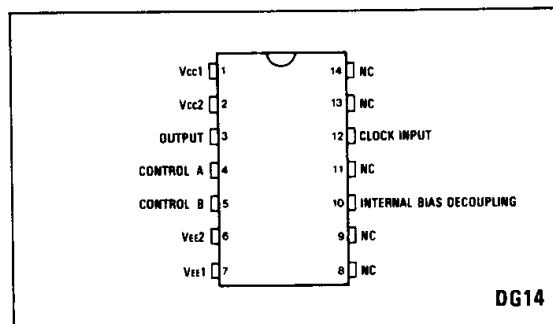 Vcc1 1 14 NC
Vcc2 2 13 NC
OUTPUT 3 12 CLOCK INPUT
CONTROL A 4 11 NC
CONTROL B 5 10 INTERNAL BIAS DECOUPLING
VEE2 6 9 NC
VEE1 7 8 NC
DG14